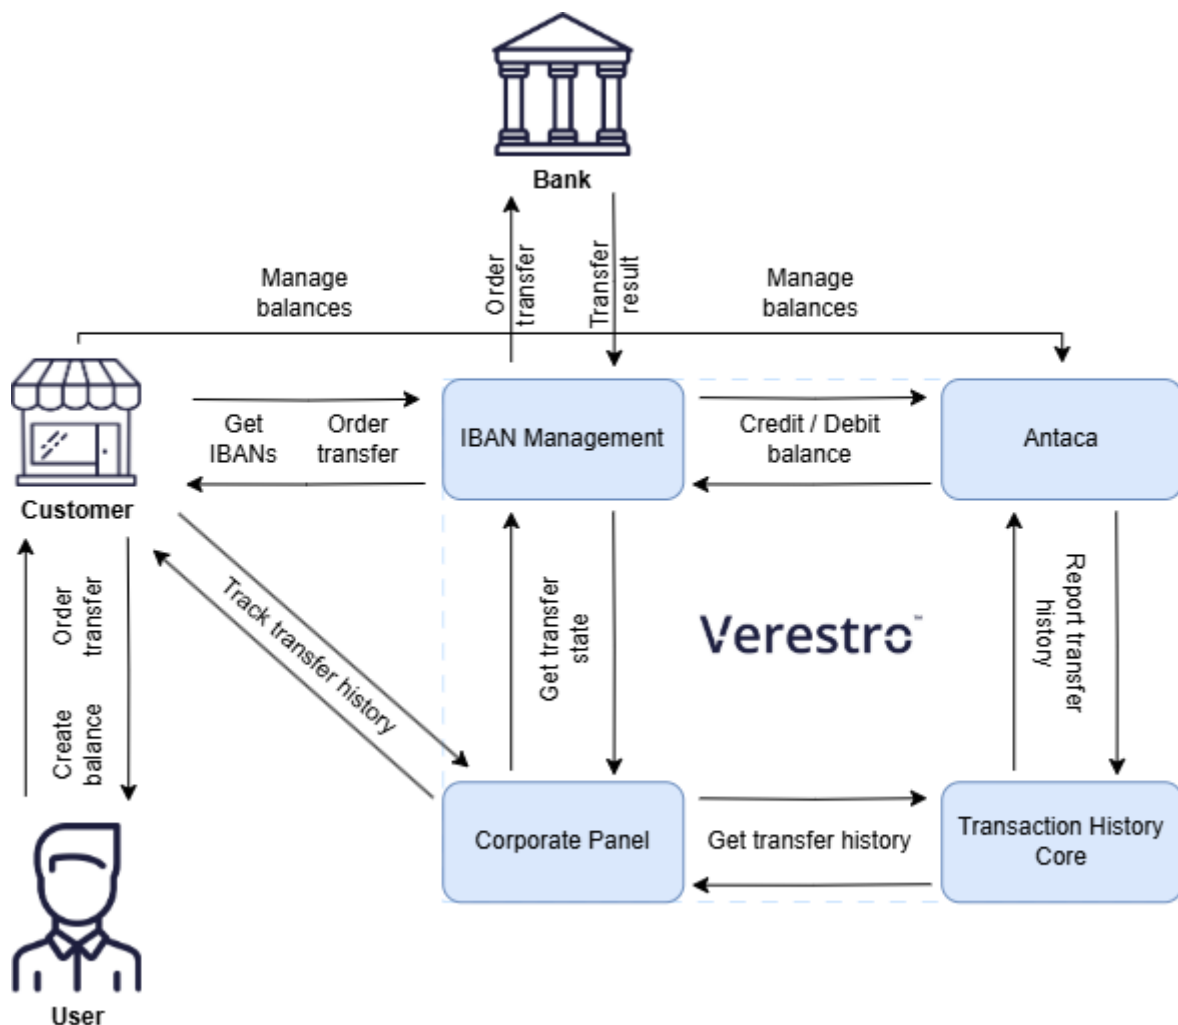 Bank
Order
transfer
Transfer
result
Manage
balances
Manage
balances
Get
IBANs
Order
transfer
IBAN Management
Credit / Debit
balance
Antaca
Customer
Order
transfer
Create
balance
Track transfer history
Get transfer
state
Verestro™
Report transfer
history
Corporate Panel
Get transfer history
Transaction History
Core
User